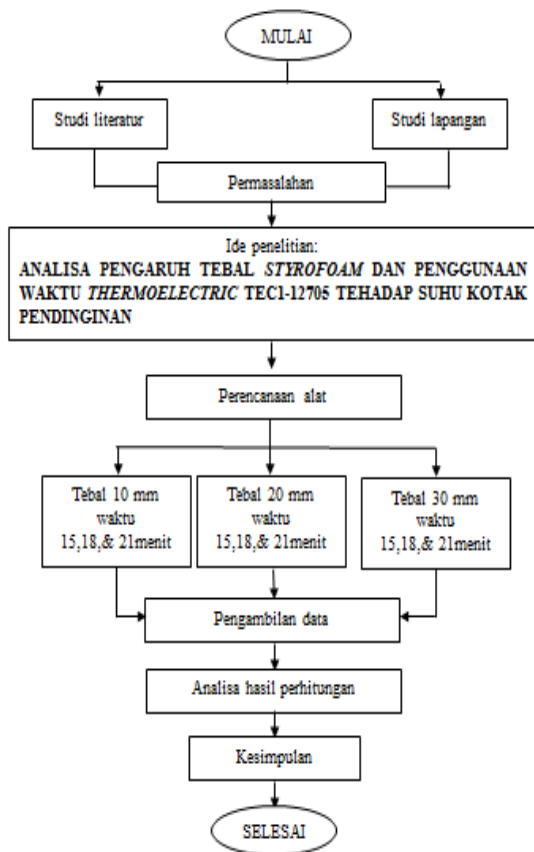 MULAI
Studi literatur
Studi lapangan
Permasalahan
Ide penelitian:
ANALISA PENGARUH TEBAL STYROFOAM DAN PENGGUNAAN
WAKTU THERMOELECTRIC TEC1-12705 TEHADAP SUHU KOTAK
PENDINGINAN
Perencanaan alat
Tebal 10 mm
waktu
15,18,& 21menit
Tebal 20 mm
waktu
15,18,& 21menit
Tebal 30 mm
waktu
15,18,& 21menit
Pengambilan data
Analisa hasil perhitungan
Kesimpulan
SELESAI